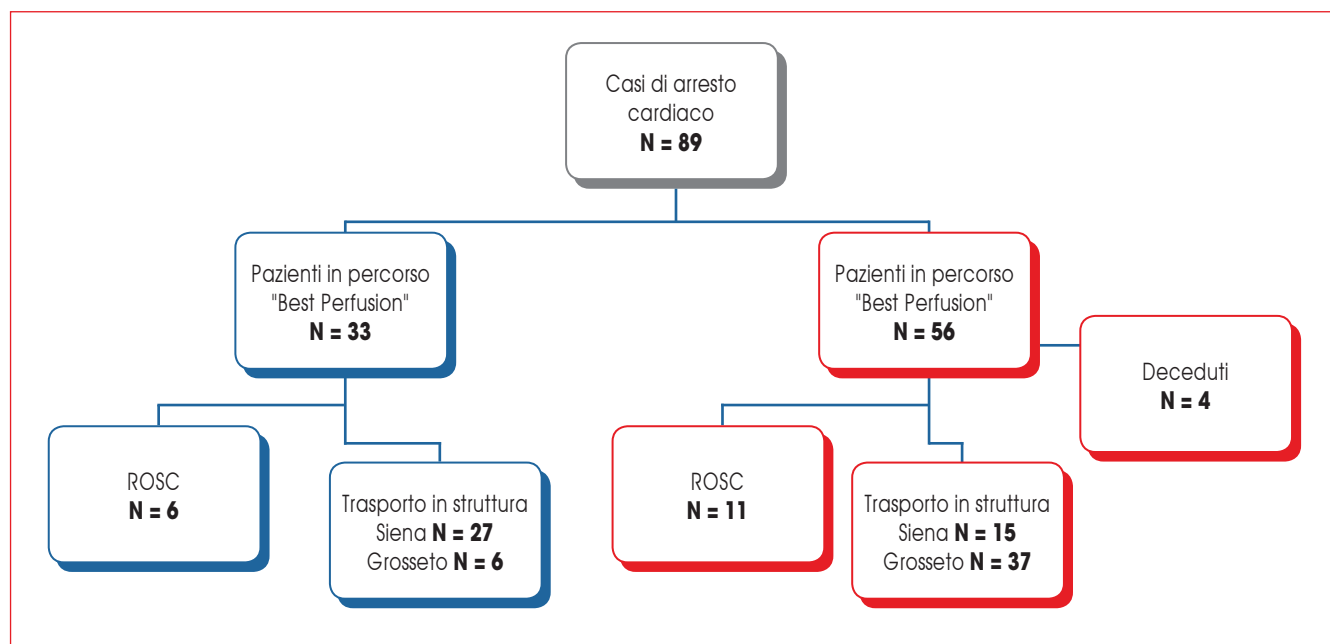 Casi di arresto
cardiaco
N = 89
Pazienti in percorso
"Best Perfusion"
N = 33
Pazienti in percorso
"Best Perfusion"
N = 56
Deceduti
N = 4
ROSC
N = 6
Trasporto in struttura
Siena N = 27
Grosseto N = 6
ROSC
N = 11
Trasporto in struttura
Siena N = 15
Grosseto N = 37